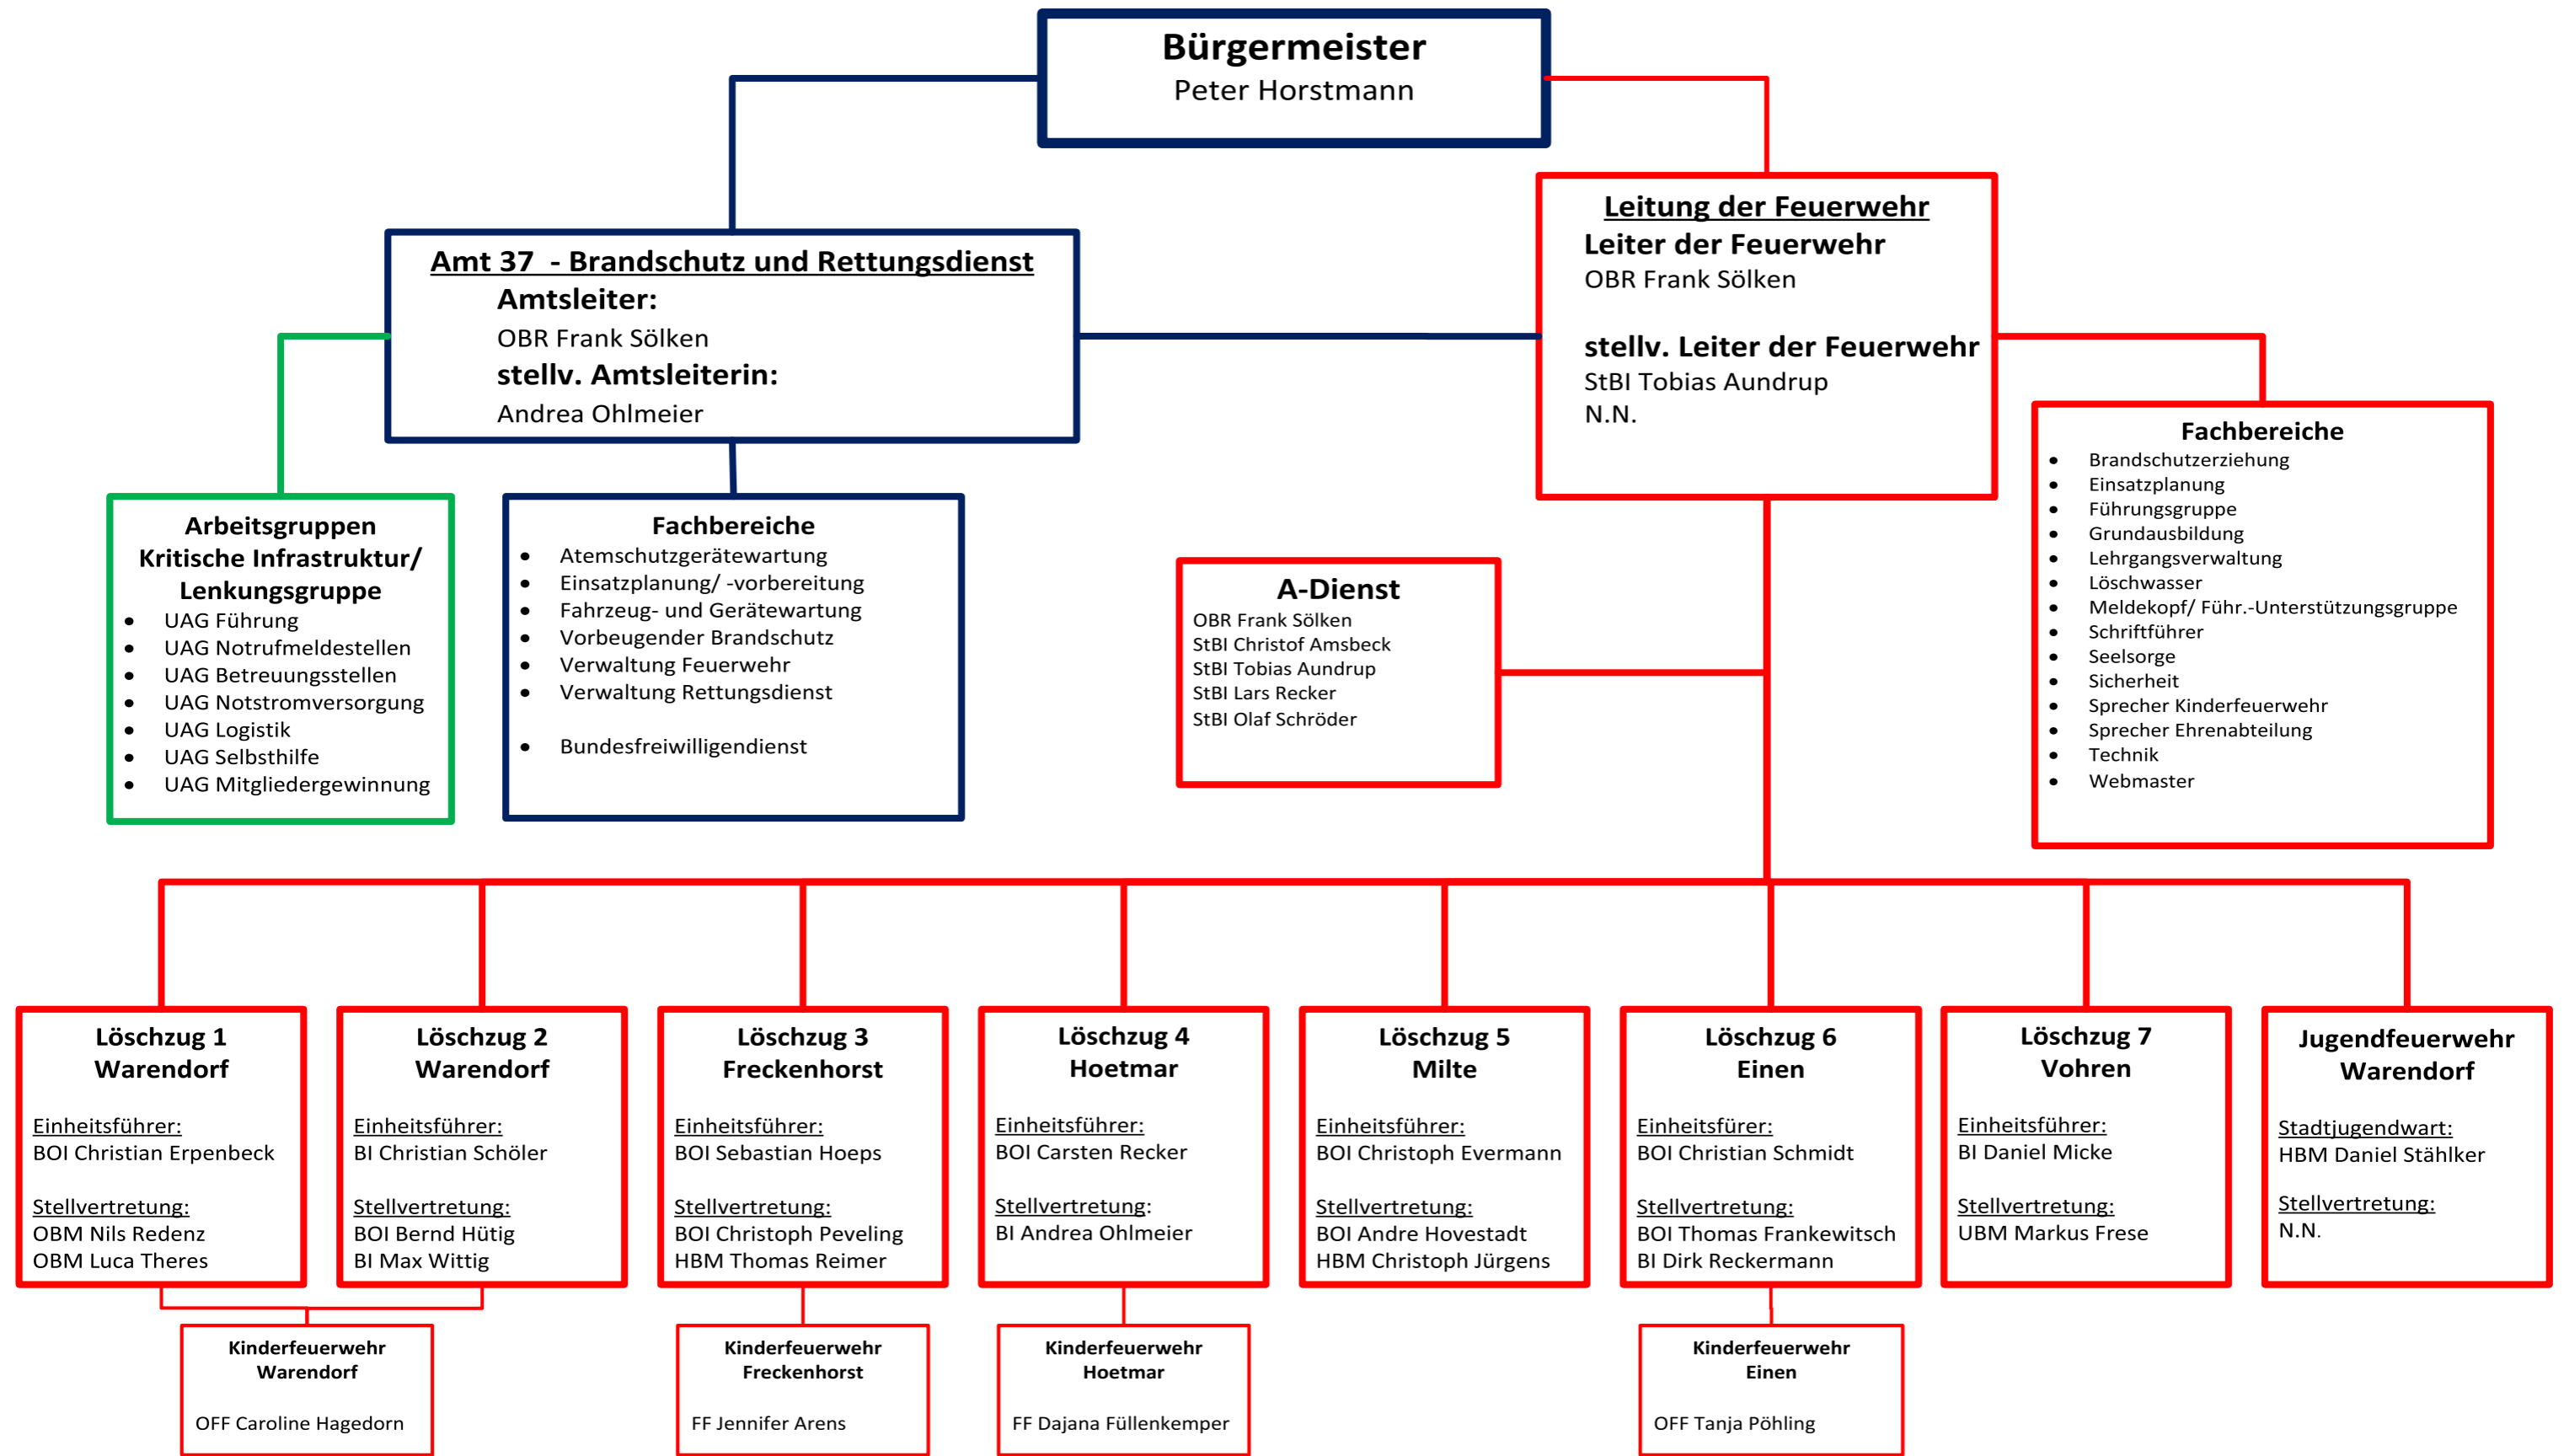 Bürgermeister
Peter Horstmann
Leitung der Feuerwehr
Leiter der Feuerwehr
OBR Frank Sölken
stellv. Leiter der Feuerwehr
StBI Tobias Aundrup
N.N.
Amt 37 - Brandschutz und Rettungsdienst
Amtsleiter:
OBR Frank Sölken
stellv. Amtsleiterin:
Andrea Ohlmeier
Arbeitsgruppen
Kritische Infrastruktur/
Lenkungsgruppe
• UAG Führung
• UAG Notrufmeldestellen
• UAG Betreuungsstellen
• UAG Notstromversorgung
• UAG Logistik
• UAG Selbsthilfe
• UAG Mitgliedergewinnung
Fachbereiche
• Atemschutzgerätewartung
• Einsatzplanung/ -vorbereitung
• Fahrzeug- und Gerätewartung
• Vorbeugender Brandschutz
• Verwaltung Feuerwehr
• Verwaltung Rettungsdienst
• Bundesfreiwilligendienst
A-Dienst
OBR Frank Sölken
StBI Christof Amsbeck
StBI Tobias Aundrup
StBI Lars Recker
StBI Olaf Schröder
Fachbereiche
• Brandschutzerziehung
• Einsatzplanung
• Führungsgruppe
• Grundausbildung
• Lehrgangsverwaltung
• Löschwasser
• Meldekopf/ Führ.-Unterstützungsgruppe
• Schriftführer
• Seelsorge
• Sicherheit
• Sprecher Kinderfeuerwehr
• Sprecher Ehrenabteilung
• Technik
• Webmaster
Löschzug 1
Warendorf
Einheitsführer:
BOI Christian Erpenbeck
Stellvertretung:
OBM Nils Redenz
OBM Luca Theres
Löschzug 2
Warendorf
Einheitsführer:
BI Christian Schöler
Stellvertretung:
BOI Bernd Hütig
BI Max Wittig
Löschzug 3
Freckenhorst
Einheitsführer:
BOI Sebastian Hoeps
Stellvertretung:
BOI Christoph Peveling
HBM Thomas Reimer
Löschzug 4
Hoetmar
Einheitsführer:
BOI Carsten Recker
Stellvertretung:
BI Andrea Ohlmeier
Löschzug 5
Milte
Einheitsführer:
BOI Christoph Evermann
Stellvertretung:
BOI Andre Hovestadt
HBM Christoph Jürgens
Löschzug 6
Einen
Einheitsfürer:
BOI Christian Schmidt
Stellvertretung:
BOI Thomas Frankewitsch
BI Dirk Reckermann
Löschzug 7
Vohren
Einheitsführer:
BI Daniel Micke
Stellvertretung:
UBM Markus Frese
Jugendfeuerwehr
Warendorf
Stadtjugendwart:
HBM Daniel Stählker
Stellvertretung:
N.N.
Kinderfeuerwehr
Warendorf
OFF Caroline Hagedorn
Kinderfeuerwehr
Freckenhorst
FF Jennifer Arens
Kinderfeuerwehr
Hoetmar
FF Dajana Füllenkemper
Kinderfeuerwehr
Einen
OFF Tanja Pöhling